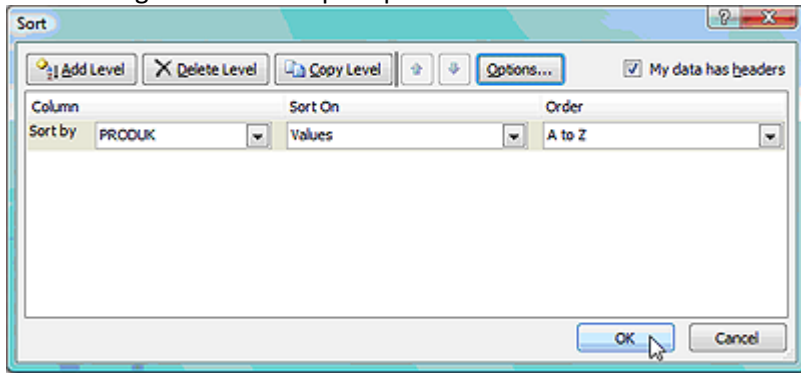 Sort
Add Level Delete Level Copy Level Options... My data has headers
Column Sort On Order
Sort by PRODUK Values A to Z
OK Cancel